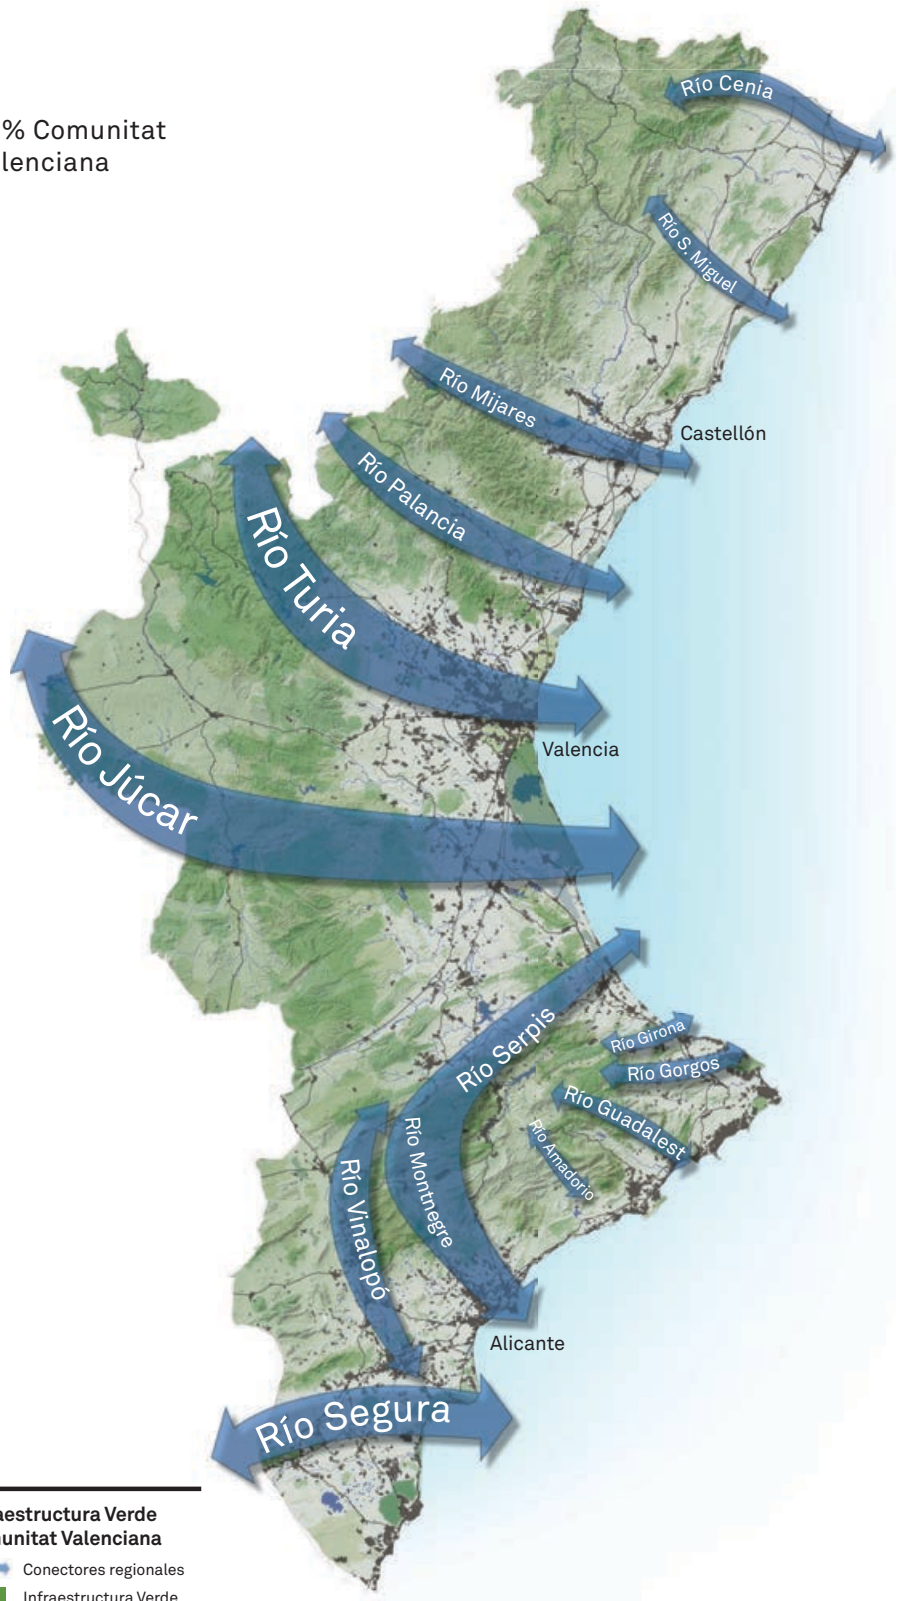 % Comunitat
lenciana
Río Cenia
Río S. Miguel
Río Mijares
Castellón
Río Palancia
Río Turia
Valencia
Río Júcar
Río Serpis
Río Girona
Río Gorgos
Río Guadalest
Río Amadorio
Río Montnegre
Río Vinalopó
Alicante
Río Segura
aestructura Verde
unitat Valenciana
Conectores regionales
Infraestructura Verde